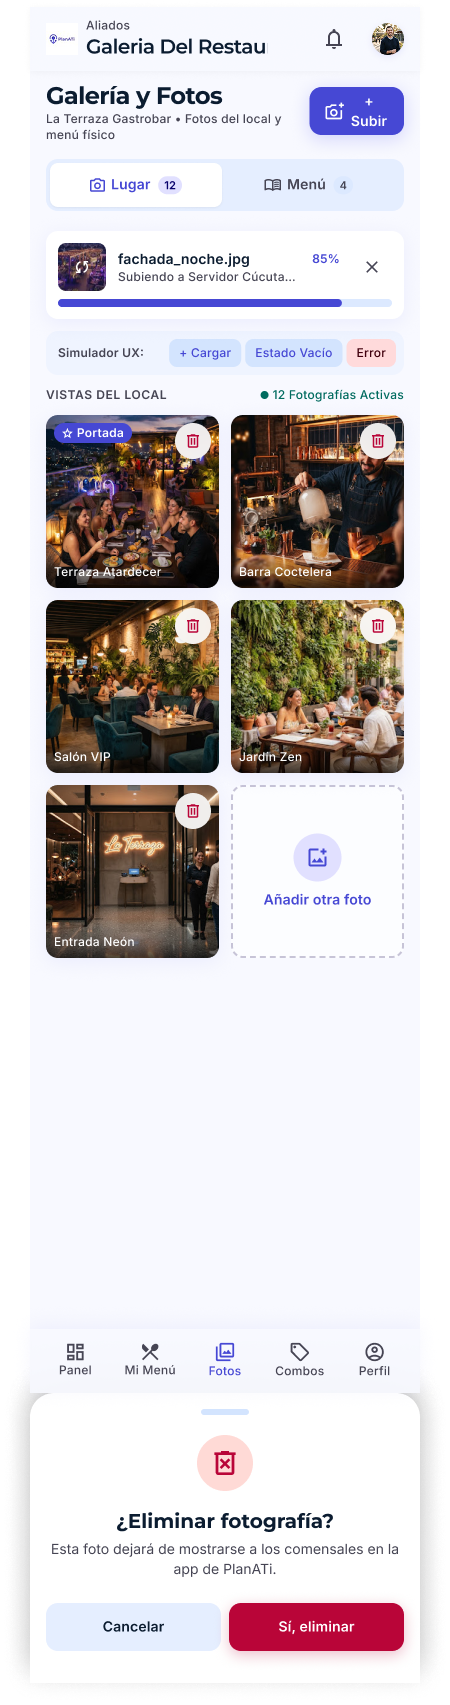 PlanATi
Aliados
Galeria Del Restau
Galería y Fotos
La Terraza Gastrobar • Fotos del local y
menú físico
+
Subir
Lugar 12
Menú 4
fachada_noche.jpg
85%
Subiendo a Servidor Cúcuta...
Simulador UX:
+ Cargar
Estado Vacío
Error
VISTAS DEL LOCAL
12 Fotografías Activas
Portada
Terraza Atardecer
Barra Coctelera
Salón VIP
Jardín Zen
La Terraza
Entrada Neón
Añadir otra foto
Panel
Mi Menú
Fotos
Combos
Perfil
¿Eliminar fotografía?
Esta foto dejará de mostrarse a los comensales en la
app de PlanATi.
Cancelar
Sí, eliminar